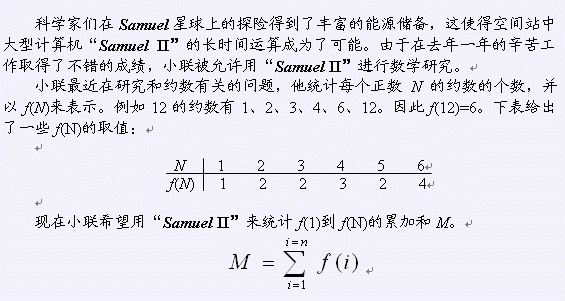 科学家们在 Samuel 星球上的探险得到了丰富的能源储备，这使得空间站中
大型计算机“Samuel II”的长时间运算成为了可能。由于在去年一年的辛苦工
作取得了不错的成绩，小联被允许用“Samuel II”进行数学研究。
小联最近在研究和约数有关的问题，他统计每个正数 N 的约数的个数，并
以 f(N)来表示。例如 12 的约数有 1、2、3、4、6、12。因此 f(12)=6。下表给出
了一些 f(N)的取值：
N 1 2 3 4 5 6
f(N) 1 2 2 3 2 4
现在小联希望用“Samuel II”来统计 f(1)到 f(N)的累加和 M。
i=n
M = ∑ f(i)
i=1